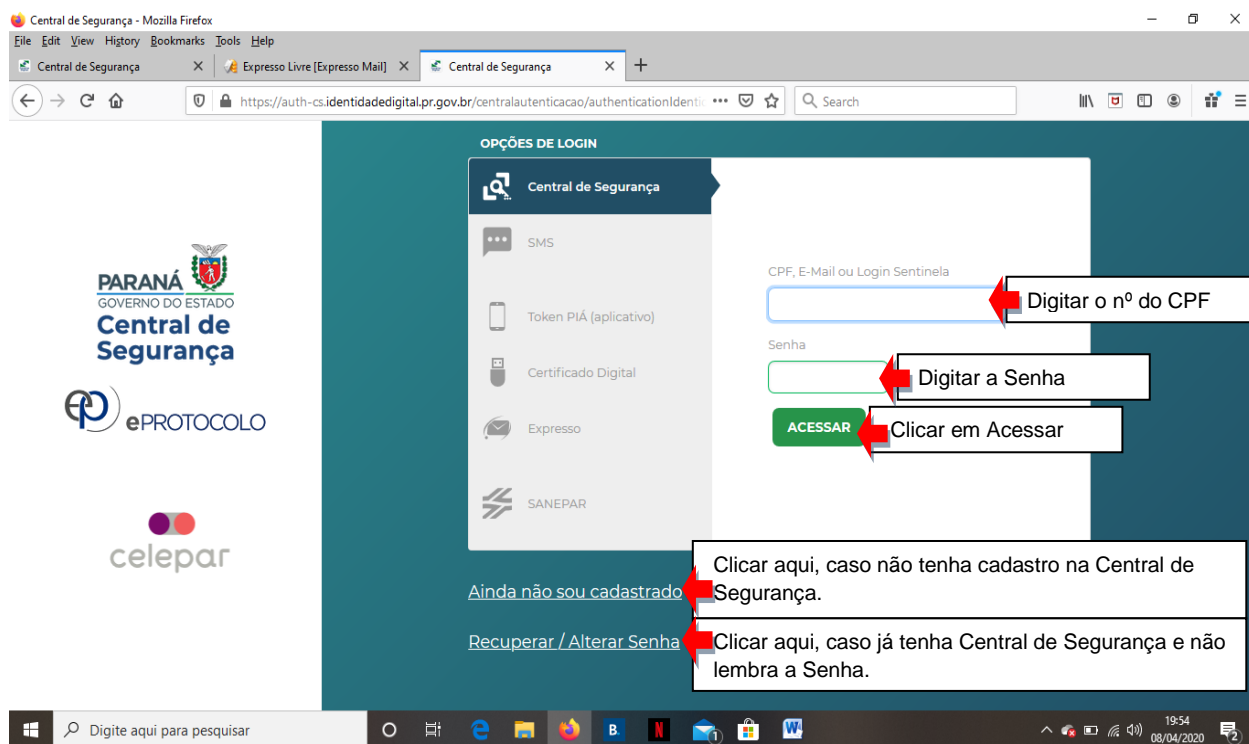 Central de Segurança - Mozilla Firefox
File Edit View History Bookmarks Tools Help
Central de Segurança
Expresso Livre [Expresso Mail]
Central de Segurança
https://auth-cs.identidadedigital.pr.gov.br/centralautenticacao/authenticationIdentic
Search
OPÇÕES DE LOGIN
Central de Segurança
SMS
Token PIÁ (aplicativo)
Certificado Digital
Expresso
SANEPAR
CPF, E-Mail ou Login Sentinela
Digitar o nº do CPF
Senha
Digitar a Senha
ACESSAR
Clicar em Acessar
PARANÁ
GOVERNO DO ESTADO
Central de
Segurança
ePROTOCOLO
celepar
Ainda não sou cadastrado
Clicar aqui, caso não tenha cadastro na Central de
Segurança.
Recuperar / Alterar Senha
Clicar aqui, caso já tenha Central de Segurança e não
lembra a Senha.
Digite aqui para pesquisar
B.
N
1
W
19:54
08/04/2020
2